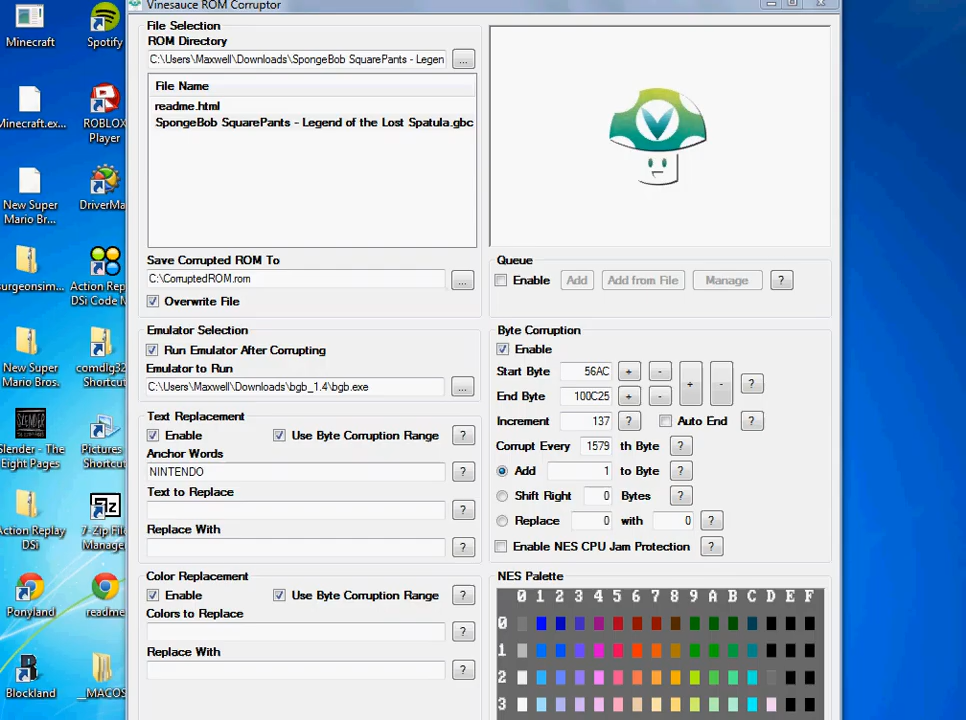 Vinesauce ROM Corruptor
Minecraft
Spotify
Minecraft.ex...
ROBLOX
Player
New Super
Mario Br...
DriverMa
surgeonsim...
Action Rep
DSi Code M
New Super
Mario Bros.
comdlg32
Shortcut
Slender - The
Eight Pages
Pictures
Shortcut
Action Replay
DSi
7-Zip File
Manager
Ponyland
readme
Blockland
__MACOS
File Selection
ROM Directory
C:\Users\Maxwell\Downloads\SpongeBob SquarePants - Legen
...
File Name
readme.html
SpongeBob SquarePants - Legend of the Lost Spatula.gbc
Save Corrupted ROM To
C:\CorruptedROM.rom
...
Overwrite File
Emulator Selection
Run Emulator After Corrupting
Emulator to Run
C:\Users\Maxwell\Downloads\bgb_1.4\bgb.exe
...
Text Replacement
Enable
Use Byte Corruption Range
?
Anchor Words
NINTENDO
?
Text to Replace
?
Replace With
?
Color Replacement
Enable
Use Byte Corruption Range
?
Colors to Replace
?
Replace With
?
Queue
Enable
Add
Add from File
Manage
?
Byte Corruption
Enable
Start Byte 56AC + - + - ?
End Byte 100C25 + -
Increment 137 ? Auto End ?
Corrupt Every 1579 th Byte ?
Add 1 to Byte ?
Shift Right 0 Bytes ?
Replace 0 with 0 ?
Enable NES CPU Jam Protection ?
NES Palette
0 1 2 3 4 5 6 7 8 9 A B C D E F
0
1
2
3